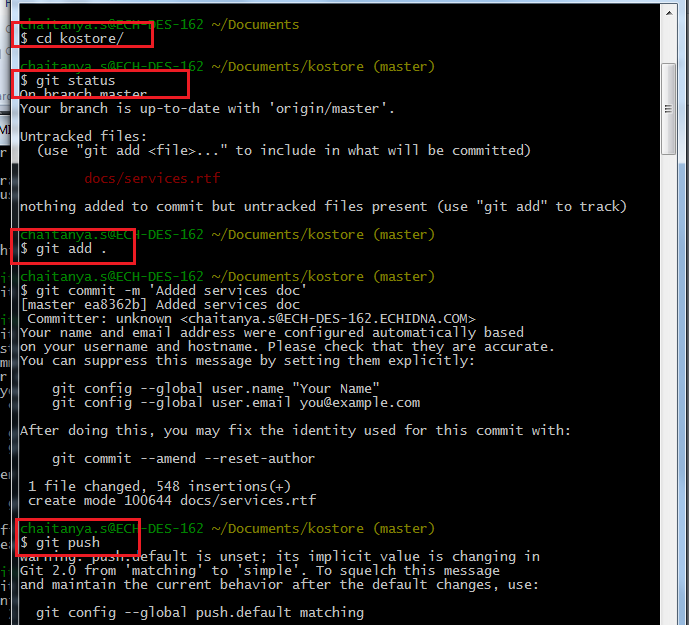 chaitanya.s@ECH-DES-162 ~/Documents
$ cd kostore/
chaitanya.s@ECH-DES-162 ~/Documents/kostore (master)
$ git status
On branch master
Your branch is up-to-date with 'origin/master'.
Untracked files:
(use "git add <file>..." to include in what will be committed)
docs/services.rtf
nothing added to commit but untracked files present (use "git add" to track)
chaitanya.s@ECH-DES-162 ~/Documents/kostore (master)
$ git add .
chaitanya.s@ECH-DES-162 ~/Documents/kostore (master)
$ git commit -m 'Added services doc'
[master ea8362b] Added services doc
Committer: unknown <chaitanya.s@ECH-DES-162.ECHIDNA.COM>
Your name and email address were configured automatically based
on your username and hostname. Please check that they are accurate.
You can suppress this message by setting them explicitly:
git config --global user.name "Your Name"
git config --global user.email you@example.com
After doing this, you may fix the identity used for this commit with:
git commit --amend --reset-author
1 file changed, 548 insertions(+)
create mode 100644 docs/services.rtf
chaitanya.s@ECH-DES-162 ~/Documents/kostore (master)
$ git push
warning: push.default is unset; its implicit value is changing in
Git 2.0 from 'matching' to 'simple'. To squelch this message
and maintain the current behavior after the default changes, use:
git config --global push.default matching